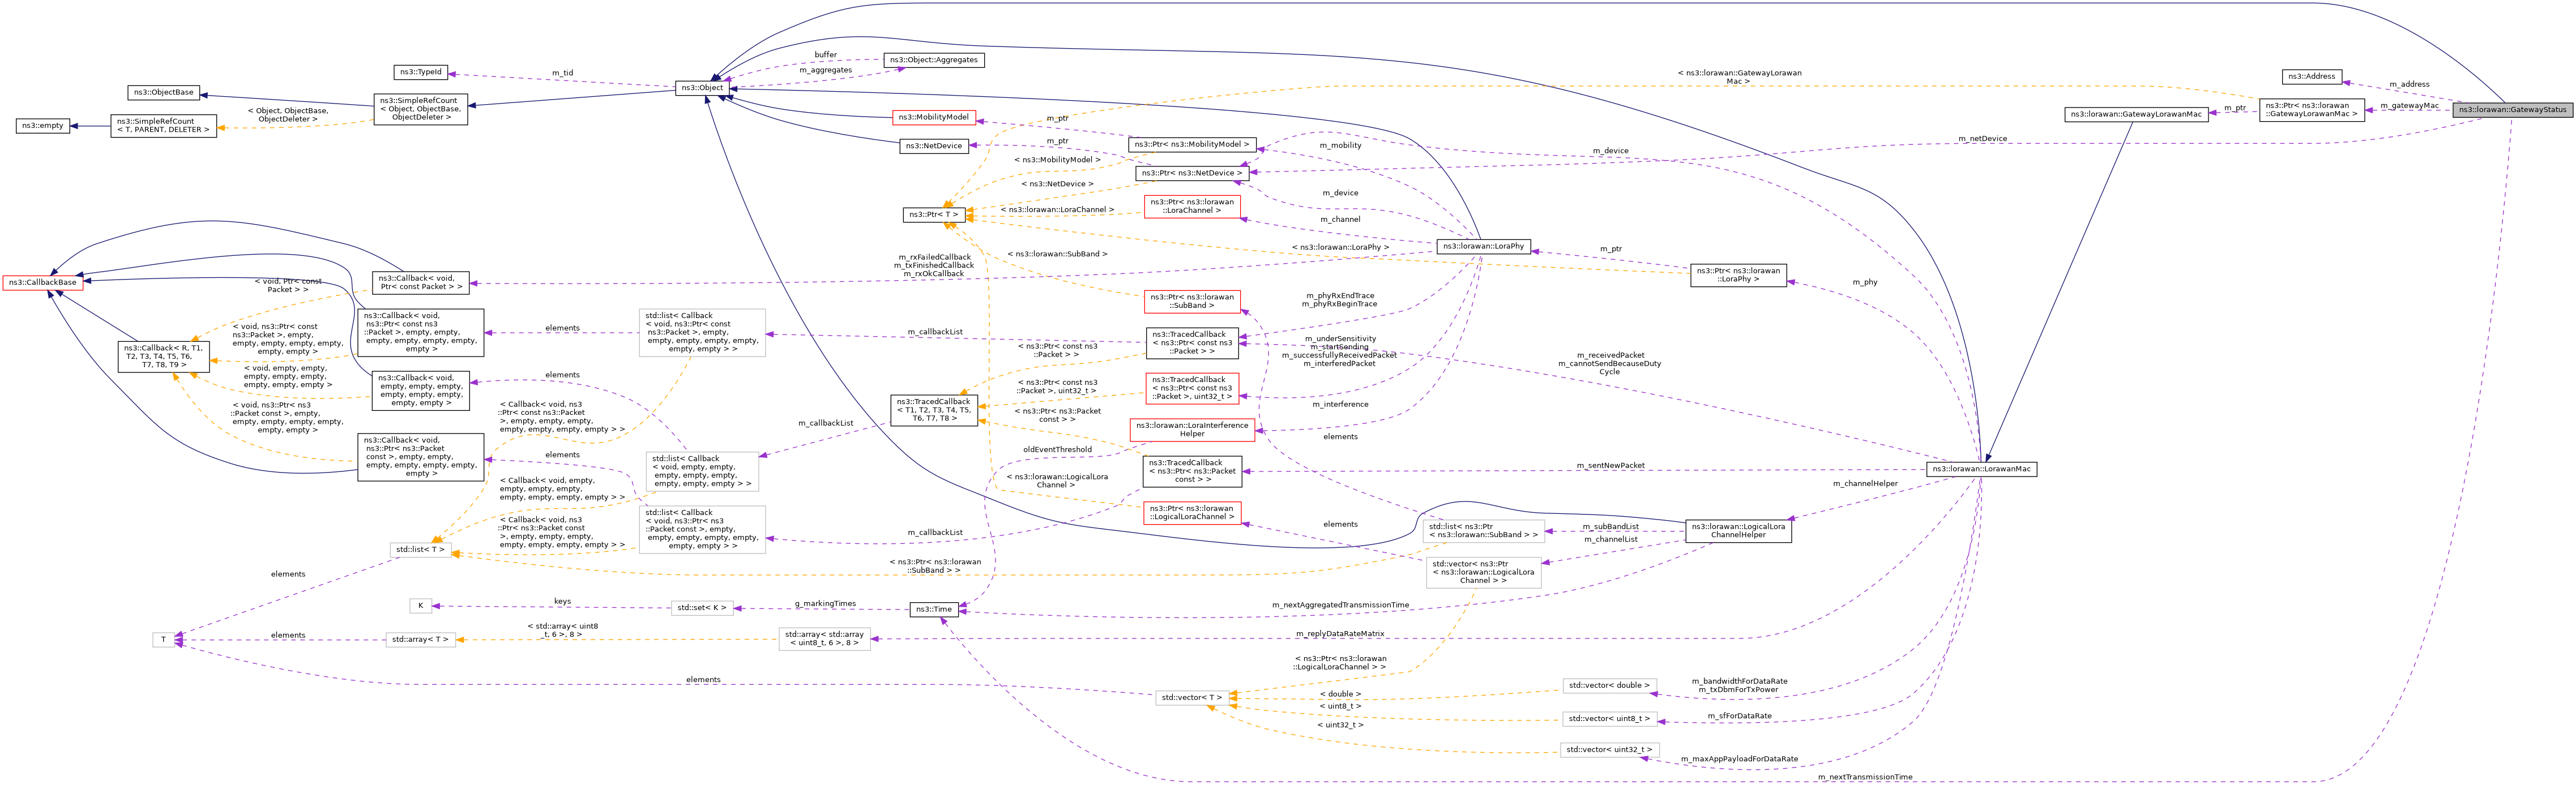 buffer
ns3::Object::Aggregates
m_aggregates
ns3::TypeId
m_tid
ns3::Object
ns3::ObjectBase
ns3::SimpleRefCount
< Object, ObjectBase,
ObjectDeleter >
< Object, ObjectBase,
ObjectDeleter >
ns3::SimpleRefCount
< T, PARENT, DELETER >
ns3::empty
ns3::MobilityModel
ns3::NetDevice
m_ptr
m_ptr
ns3::Ptr< ns3::MobilityModel >
ns3::Ptr< ns3::NetDevice >
< ns3::MobilityModel >
< ns3::NetDevice >
< ns3::lorawan::LoraChannel >
ns3::Ptr< ns3::lorawan
::LoraChannel >
ns3::Ptr< T >
m_mobility
m_device
m_channel
< ns3::lorawan::GatewayLorawan
Mac >
m_device
m_netDevice
ns3::Address
m_address
ns3::lorawan::GatewayStatus
m_gatewayMac
ns3::Ptr< ns3::lorawan
::GatewayLorawanMac >
m_ptr
ns3::lorawan::GatewayLorawanMac
ns3::lorawan::LoraPhy
< ns3::lorawan::LoraPhy >
m_ptr
ns3::Ptr< ns3::lorawan
::LoraPhy >
m_phy
< ns3::lorawan::SubBand >
m_rxFailedCallback
m_txFinishedCallback
m_rxOkCallback
ns3::CallbackBase
ns3::Callback< void,
Ptr< const Packet > >
< void, Ptr< const
Packet > >
ns3::Callback< void,
ns3::Ptr< const ns3
::Packet >, empty, empty,
empty, empty, empty, empty,
empty >
< void, ns3::Ptr< const
ns3::Packet >, empty,
empty, empty, empty, empty,
empty, empty >
ns3::Callback< R, T1,
T2, T3, T4, T5, T6,
T7, T8, T9 >
< void, empty, empty,
empty, empty, empty,
empty, empty, empty >
ns3::Callback< void,
empty, empty, empty,
empty, empty, empty,
empty, empty >
< void, ns3::Ptr< ns3
::Packet const >, empty,
empty, empty, empty, empty,
empty, empty >
ns3::Callback< void,
ns3::Ptr< ns3::Packet
const >, empty, empty,
empty, empty, empty, empty,
empty >
elements
elements
elements
std::list< Callback
< void, ns3::Ptr< const
ns3::Packet >, empty,
empty, empty, empty, empty,
empty, empty > >
< Callback< void, ns3
::Ptr< const ns3::Packet
>, empty, empty, empty,
empty, empty, empty, empty > >
std::list< Callback
< void, empty, empty,
empty, empty, empty,
empty, empty, empty > >
< Callback< void, empty,
empty, empty, empty,
empty, empty, empty, empty > >
std::list< Callback
< void, ns3::Ptr< ns3
::Packet const >, empty,
empty, empty, empty, empty,
empty, empty > >
< Callback< void, ns3
::Ptr< ns3::Packet const
>, empty, empty, empty,
empty, empty, empty, empty > >
std::list< T >
m_callbackList
m_callbackList
m_callbackList
ns3::Ptr< ns3::lorawan
::SubBand >
ns3::TracedCallback
< ns3::Ptr< const ns3
::Packet > >
< ns3::Ptr< const ns3
::Packet > >
ns3::TracedCallback
< ns3::Ptr< const ns3
::Packet >, uint32_t >
< ns3::Ptr< const ns3
::Packet >, uint32_t >
ns3::TracedCallback
< T1, T2, T3, T4, T5,
T6, T7, T8 >
< ns3::Ptr< ns3::Packet
const > >
ns3::lorawan::LoraInterference
Helper
oldEventThreshold
ns3::TracedCallback
< ns3::Ptr< ns3::Packet
const > >
< ns3::lorawan::LogicalLora
Channel >
ns3::Ptr< ns3::lorawan
::LogicalLoraChannel >
m_phyRxEndTrace
m_phyRxBeginTrace
m_underSensitivity
m_startSending
m_successfullyReceivedPacket
m_interferedPacket
m_interference
elements
m_receivedPacket
m_cannotSendBecauseDuty
Cycle
m_sentNewPacket
ns3::lorawan::LorawanMac
m_channelHelper
ns3::lorawan::LogicalLora
ChannelHelper
m_subBandList
m_channelList
std::list< ns3::Ptr
< ns3::lorawan::SubBand > >
elements
std::vector< ns3::Ptr
< ns3::lorawan::LogicalLora
Channel > >
< ns3::Ptr< ns3::lorawan
::SubBand > >
elements
K
keys
std::set< K >
g_markingTimes
ns3::Time
m_nextAggregatedTransmissionTime
T
elements
std::array< T >
< std::array< uint8
_t, 6 >, 8 >
std::array< std::array
< uint8_t, 6 >, 8 >
m_replyDataRateMatrix
< ns3::Ptr< ns3::lorawan
::LogicalLoraChannel > >
elements
std::vector< T >
< double >
< uint8_t >
< uint32_t >
std::vector< double >
std::vector< uint8_t >
std::vector< uint32_t >
m_bandwidthForDataRate
m_txDbmForTxPower
m_sfForDataRate
m_maxAppPayloadForDataRate
m_nextTransmissionTime